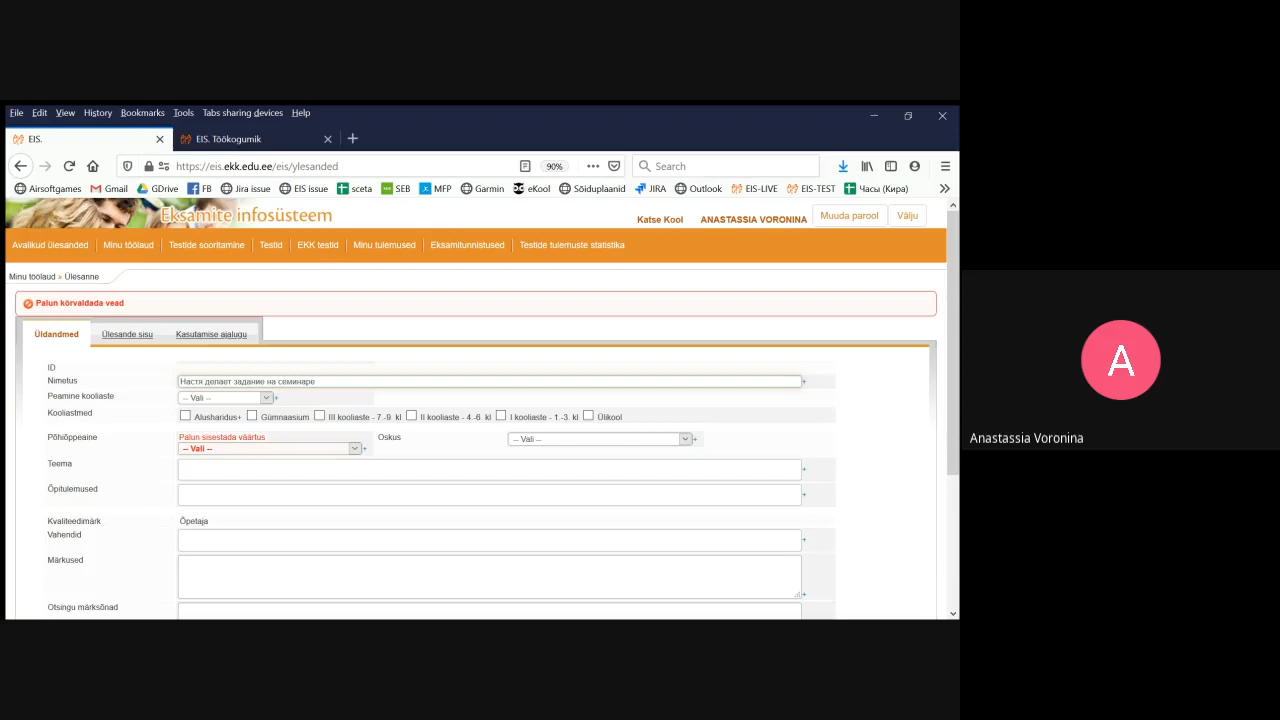 File Edit View History Bookmarks Tools Tabs sharing devices Help
EIS. EIS. Töökogumik
https://eis.ekk.edu.ee/eis/ylesanded 90% Search
Airsoftgames Gmail GDrive FB Jira issue EIS issue sceta SEB MFP Garmin eKool Sõiduplaanid JIRA Outlook EIS-LIVE EIS-TEST Часы (Кира)
Eksamite infosüsteem
Katse Kool ANASTASSIA VORONINA Muuda parool Välju
Avalikud ülesanded Minu töölaud Testide sooritamine Testid EKK testid Minu tulemused Eksamitunnistused Testide tulemuste statistika
Minu töölaud » Ülesanne
Palun kõrvaldada vead
Üldandmed Ülesande sisu Kasutamise ajalugu
ID
Nimetus Настя делает задание на семинаре +
Peamine kooliaste -- Vali -- +
Kooliastmed Alusharidus+ Gümnaasium III kooliaste - 7.-9. kl II kooliaste - 4.-6. kl I kooliaste - 1.-3. kl Ülikool
Põhiõppeaine Palun sisestada väärtus Oskus -- Vali -- +
-- Vali -- +
Teema +
Õpitulemused +
Kvaliteedimärk Õpetaja
Vahendid +
Märkused +
Otsingu märksõnad
A
Anastassia Voronina